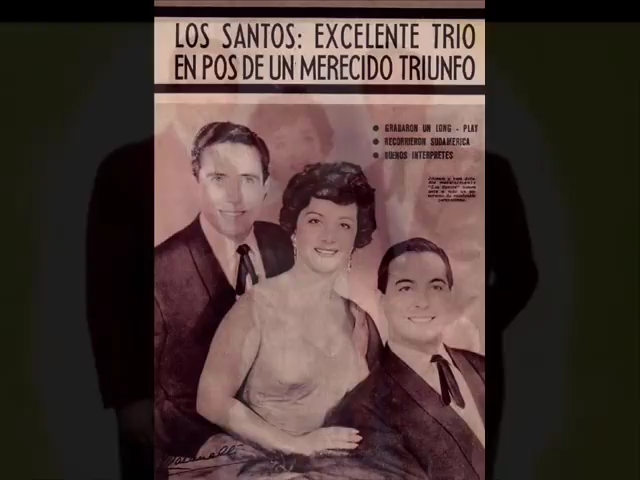 LOS SANTOS: EXCELENTE TRIO
EN POS DE UN MERECIDO TRIUNFO
● GRABARON UN LONG - PLAY
● RECORRIERON SUDAMERICA
● BUENOS INTERPRETES